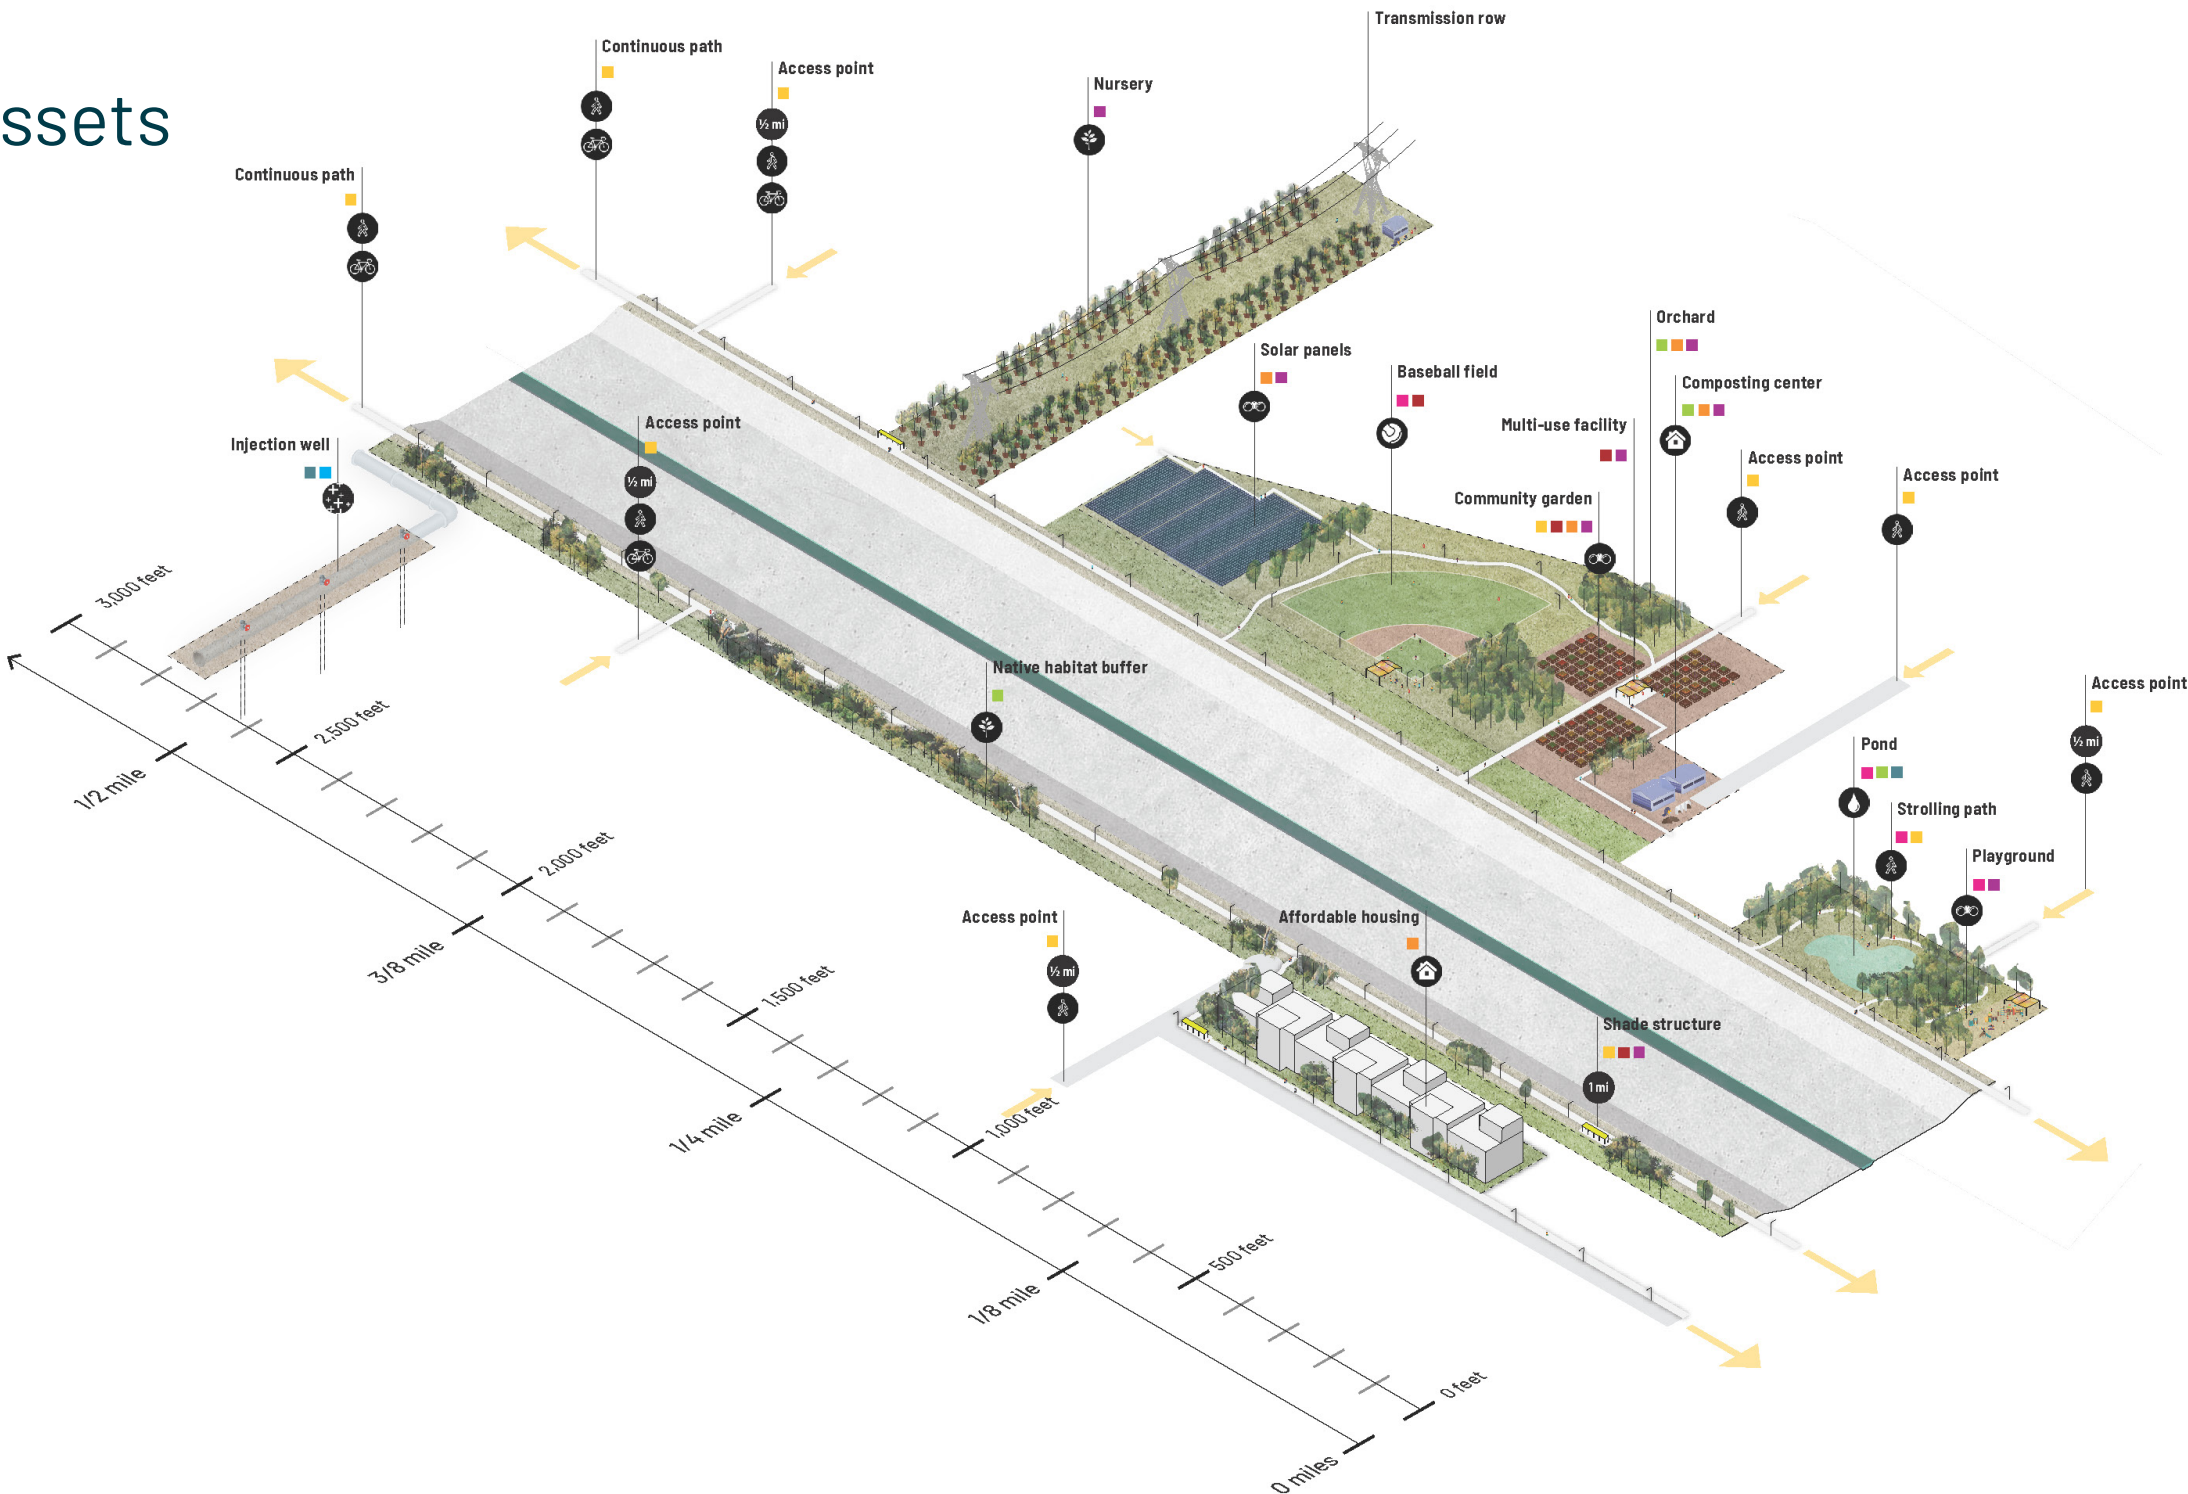 ssets
Transmission row
Continuous path
Access point
½ mi
Nursery
Continuous path
Orchard
Solar panels
Baseball field
Composting center
Multi-use facility
Access point
½ mi
Injection well
Access point
Access point
Community garden
3,000 feet
Native habitat buffer
Access point
½ mi
2,500 feet
Pond
1/2 mile
Strolling path
2,000 feet
Playground
Access point
½ mi
Affordable housing
3/8 mile
1,500 feet
Shade structure
1 mi
1,000 feet
1/4 mile
500 feet
1/8 mile
0 feet
0 miles